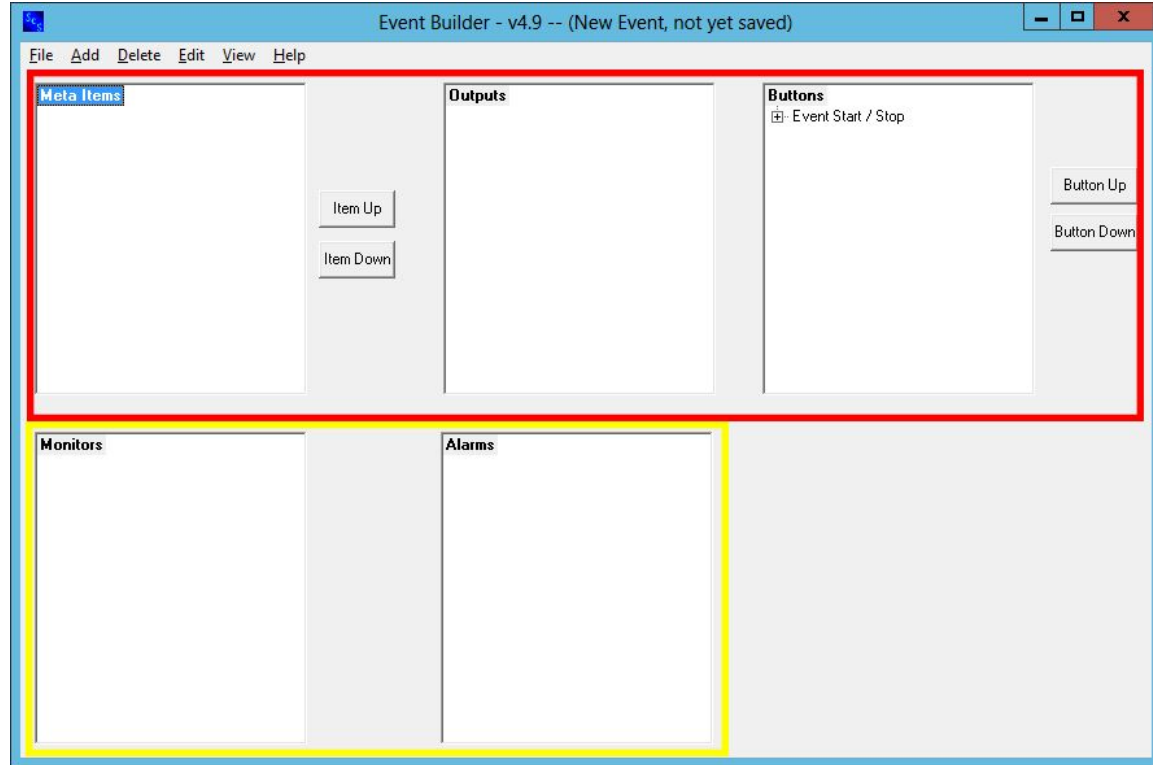 SCS
Event Builder - v4.9 -- (New Event, not yet saved)
File Add Delete Edit View Help
Meta Items
Outputs
Buttons
Event Start / Stop
Item Up
Item Down
Button Up
Button Down
Monitors
Alarms